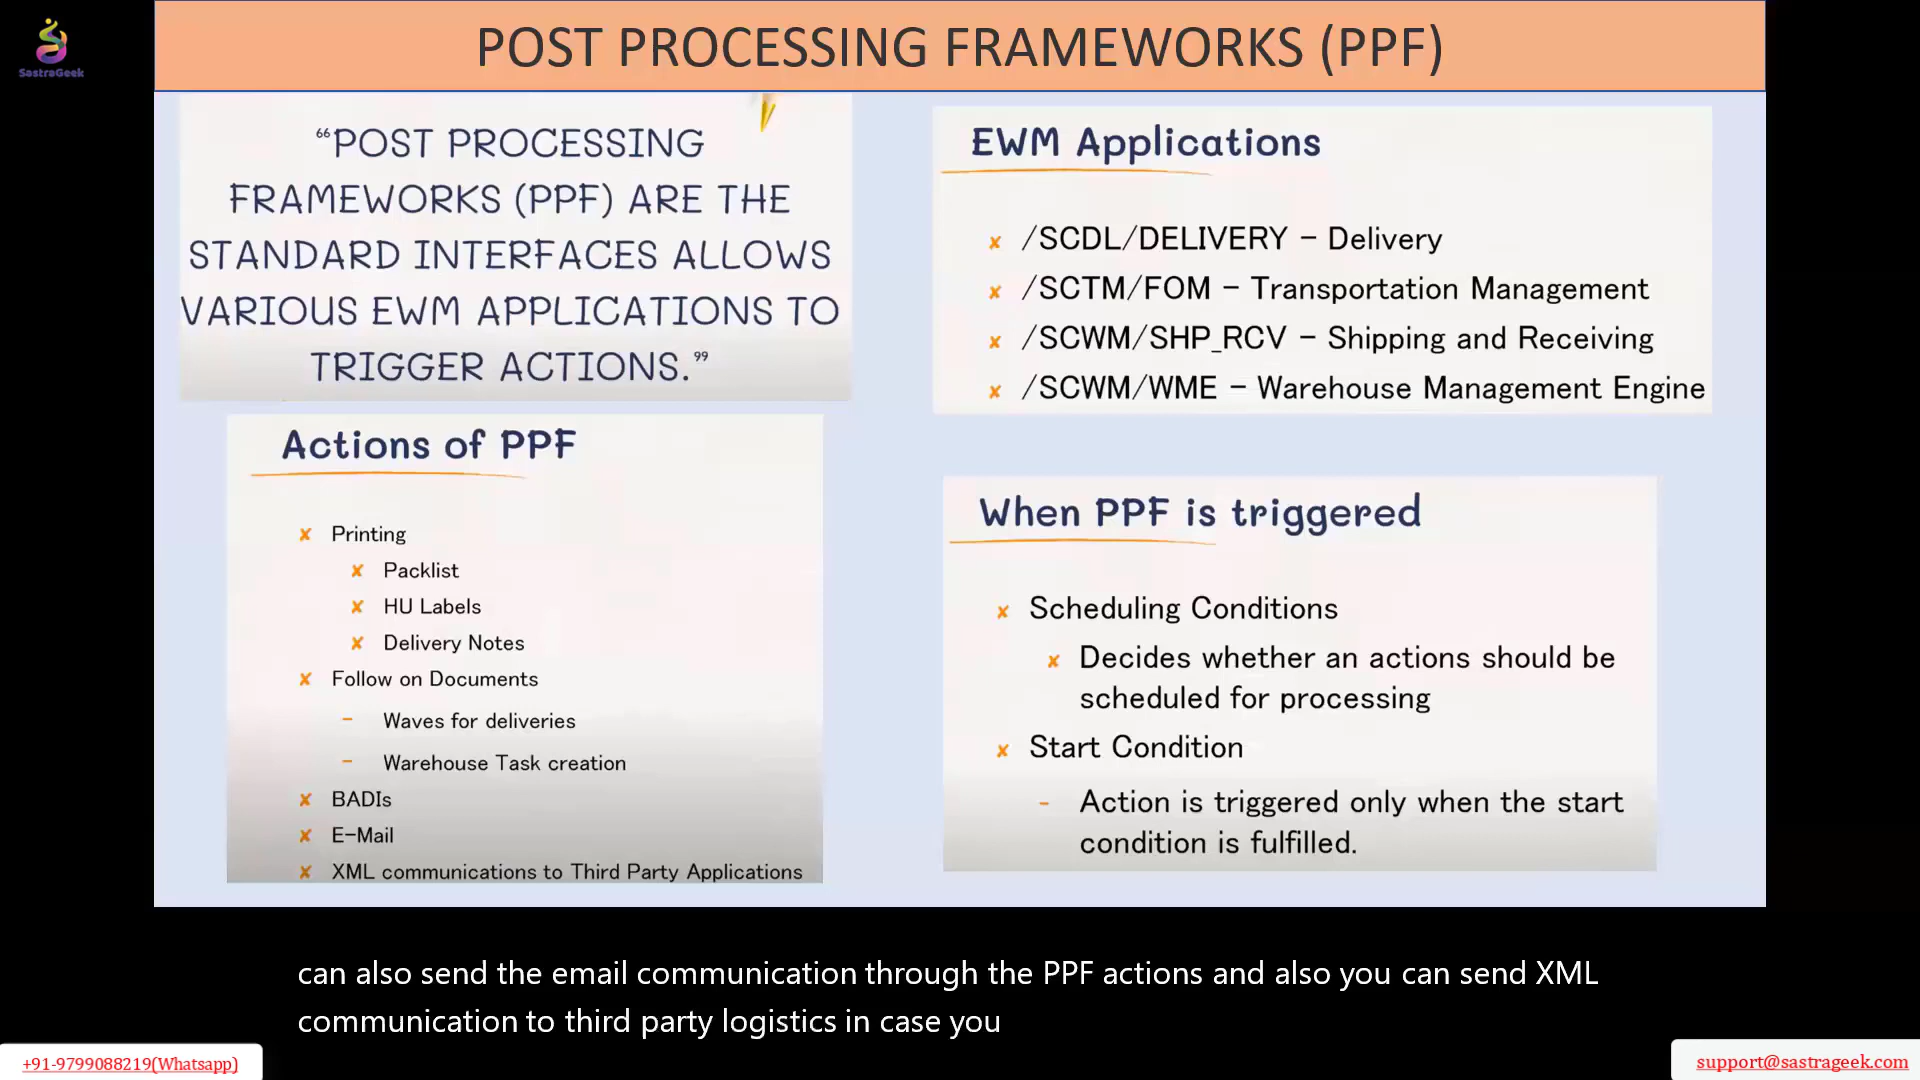 SastraGeek
POST PROCESSING FRAMEWORKS (PPF)
“POST PROCESSING
FRAMEWORKS (PPF) ARE THE
STANDARD INTERFACES ALLOWS
VARIOUS EWM APPLICATIONS TO
TRIGGER ACTIONS.”
Actions of PPF
✘ Printing
✘ Packlist
✘ HU Labels
✘ Delivery Notes
✘ Follow on Documents
– Waves for deliveries
– Warehouse Task creation
✘ BADIs
✘ E-Mail
✘ XML communications to Third Party Applications
EWM Applications
✘ /SCDL/DELIVERY – Delivery
✘ /SCTM/FOM – Transportation Management
✘ /SCWM/SHP_RCV – Shipping and Receiving
✘ /SCWM/WME – Warehouse Management Engine
When PPF is triggered
✘ Scheduling Conditions
✘ Decides whether an actions should be
scheduled for processing
✘ Start Condition
– Action is triggered only when the start
condition is fulfilled.
can also send the email communication through the PPF actions and also you can send XML
communication to third party logistics in case you
+91-9799088219(Whatsapp)
support@sastrageek.com